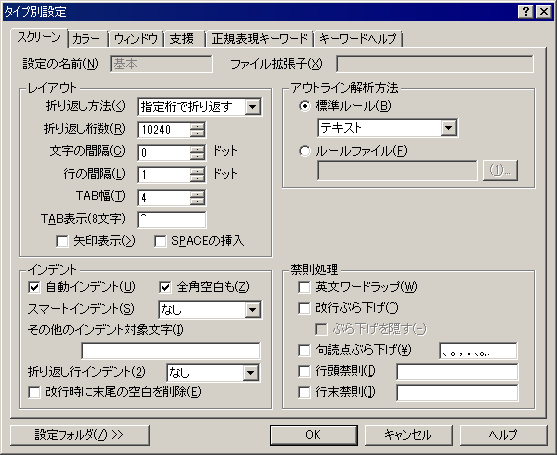 タイプ別設定
スクリーン カラー ウィンドウ 支援 正規表現キーワード キーワードヘルプ
設定の名前(N) 基本 ファイル拡張子(X)
レイアウト
折り返し方法(<) 指定桁で折り返す
折り返し桁数(R) 10240
文字の間隔(C) 0 ドット
行の間隔(L) 1 ドット
TAB幅(T) 4
TAB表示(8文字) ^
矢印表示(>) SPACEの挿入
アウトライン解析方法
標準ルール(B)
テキスト
ルールファイル(F)
(1)...
インデント
自動インデント(U) 全角空白も(Z)
スマートインデント(S) なし
その他のインデント対象文字(I)
折り返し行インデント(2) なし
改行時に末尾の空白を削除(E)
禁則処理
英文ワードラップ(W)
改行ぶら下げ(^)
ぶら下げを隠す(-)
句読点ぶら下げ(¥) 、。，．､｡,.
行頭禁則([)
行末禁則(])
設定フォルダ(/) >> OK キャンセル ヘルプ